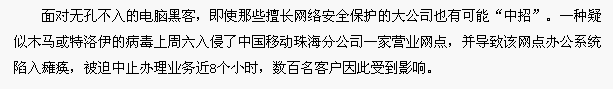 面对无孔不入的电脑黑客，即使那些擅长网络安全保护的大公司也有可能“中招”。一种疑
似木马或特洛伊的病毒上周六入侵了中国移动珠海分公司一家营业网点，并导致该网点办公系统
陷入瘫痪，被迫中止办理业务近8个小时，数百名客户因此受到影响。